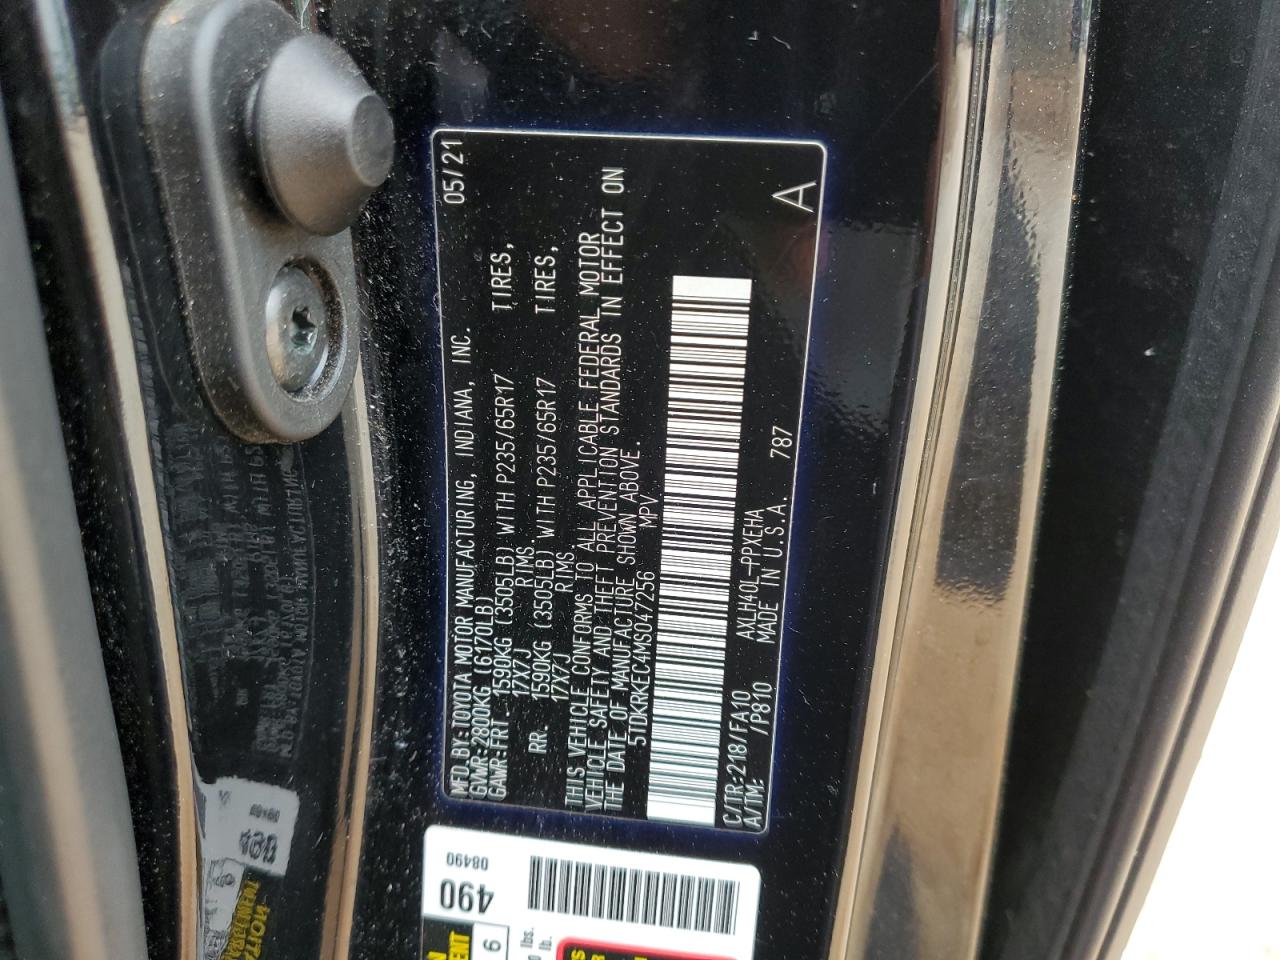 MFD.BY:TOYOTA MOTOR MANUFACTURING, INDIANA, INC. 05/21
GVWR:2800KG (6170LB)
GAWR:FRT. 1590KG (3505LB) WITH P235/65R17 TIRES,
17X7J RIMS
RR. 1590KG (3505LB) WITH P235/65R17 TIRES,
17X7J RIMS
THIS VEHICLE CONFORMS TO ALL APPLICABLE FEDERAL MOTOR
VEHICLE SAFETY AND THEFT PREVENTION STANDARDS IN EFFECT ON
THE DATE OF MANUFACTURE SHOWN ABOVE.
5TDKRKEC4MS047256 MPV
C/TR:218/FA10 AXLH40L-PPXEHA
A/TM: /P810 MADE IN U.S.A. 787
A
490
08490
6
lbs.
lb.